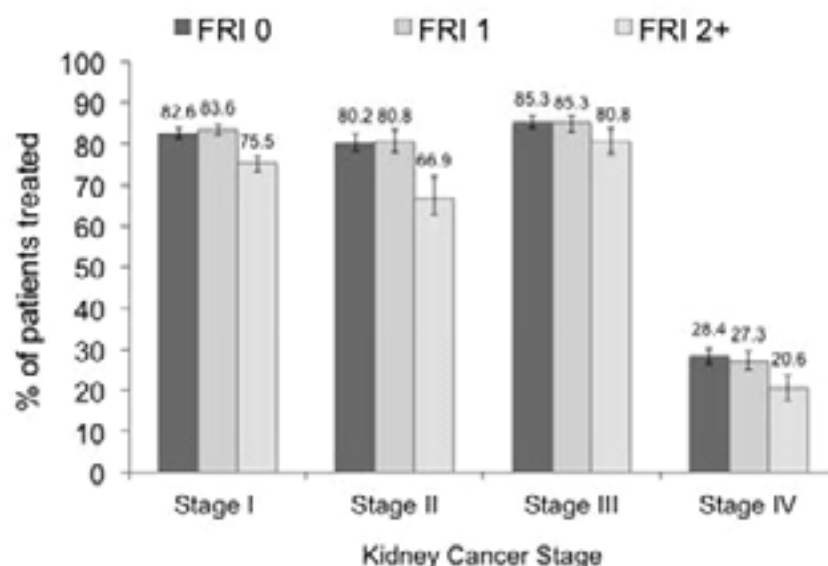 FRI 0 FRI 1 FRI 2+
100
90
80
70
60
50
40
30
20
10
0
% of patients treated
82.6 83.6 75.5
80.2 80.8 66.9
85.3 85.3 80.8
28.4 27.3 20.6
Stage I Stage II Stage III Stage IV
Kidney Cancer Stage